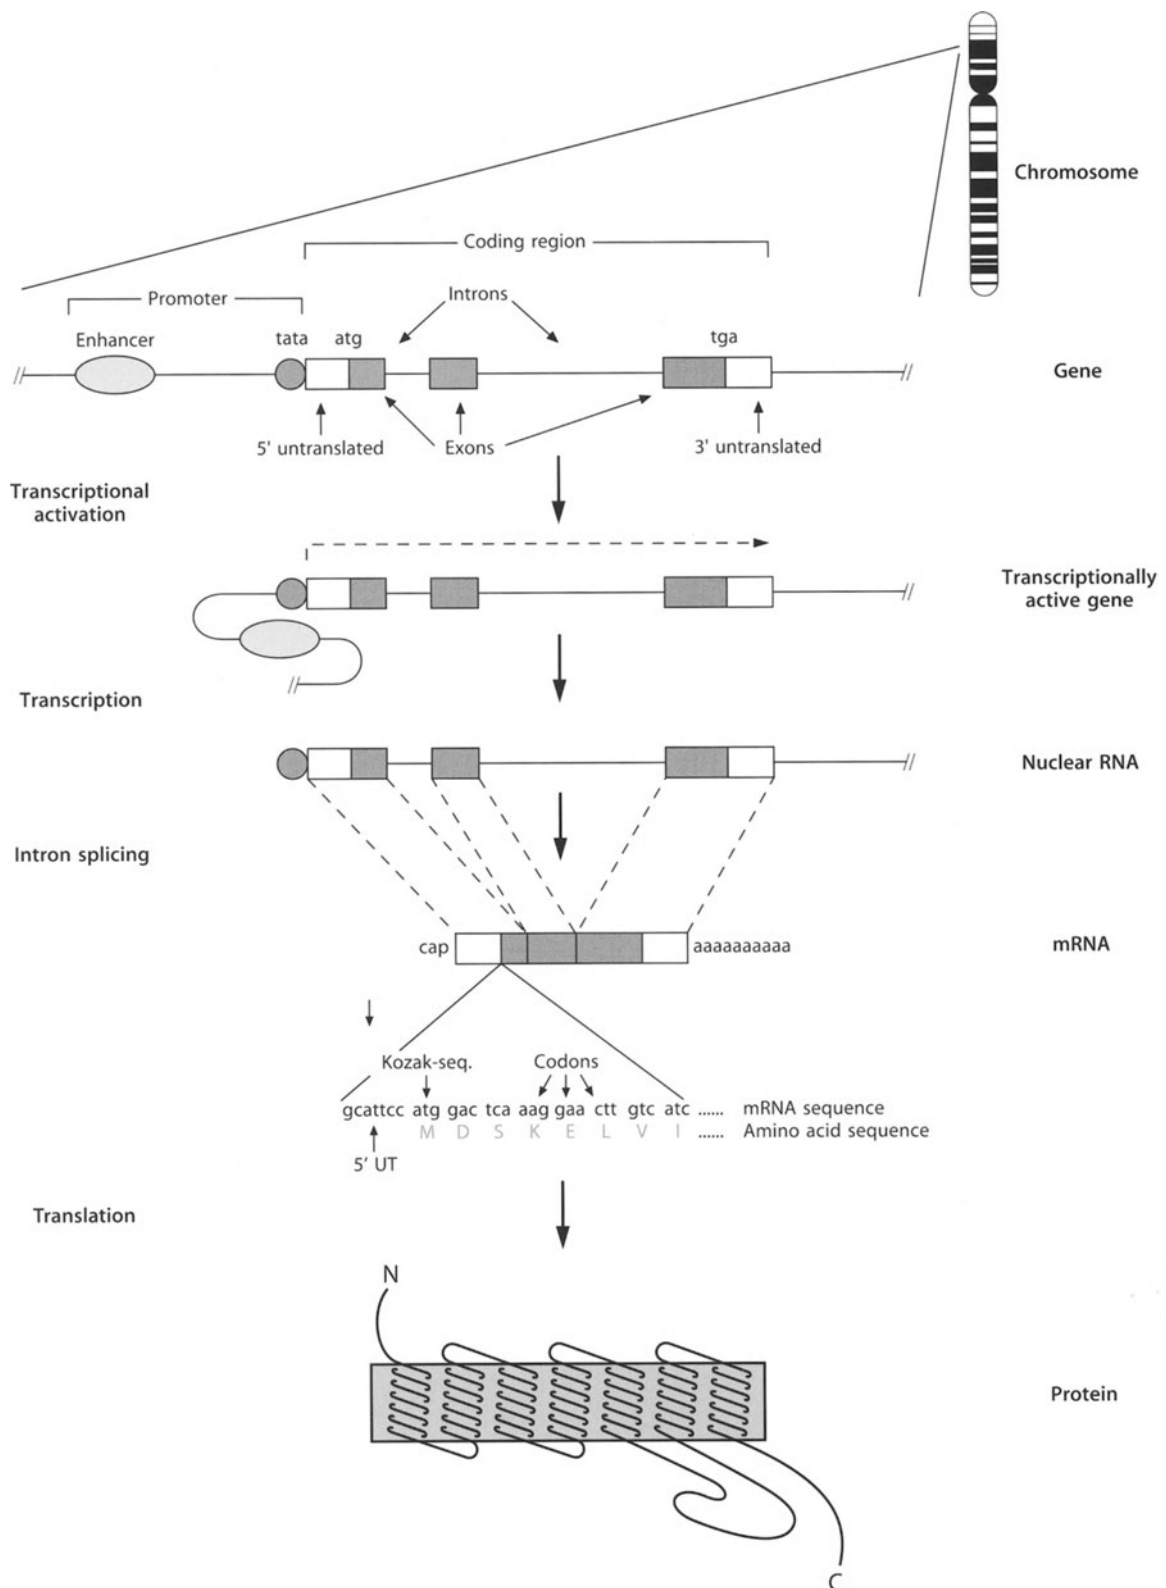 Chromosome
Coding region
Promoter
Introns
Enhancer
tata
atg
tga
Gene
5' untranslated
Exons
3' untranslated
Transcriptional
activation
Transcriptionally
active gene
Transcription
Nuclear RNA
Intron splicing
cap
aaaaaaaaaa
mRNA
Kozak-seq.
Codons
gcattcc atg gac tca aag gaa ctt gtc atc ...... mRNA sequence
M D S K E L V I ...... Amino acid sequence
5' UT
Translation
N
Protein
C